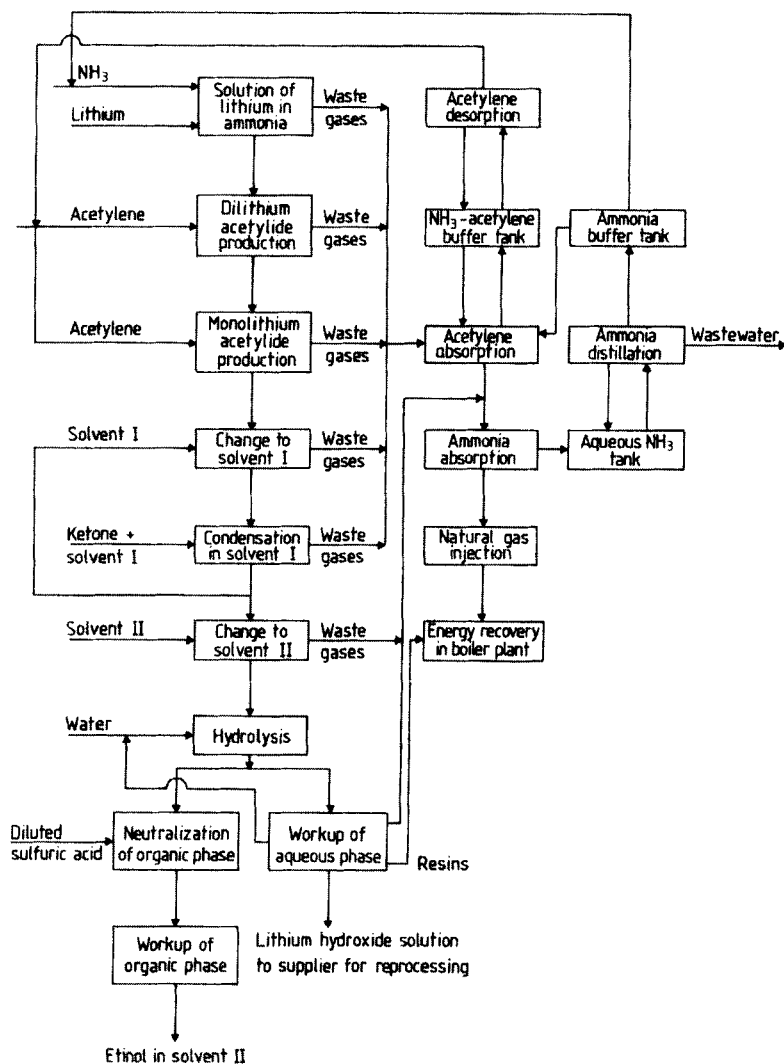 NH₃
Lithium
Solution of
lithium in
ammonia
Waste
gases
Acetylene
desorption
Acetylene
Dilithium
acetylide
production
Waste
gases
NH₃-acetylene
buffer tank
Ammonia
buffer tank
Acetylene
Monolithium
acetylide
production
Waste
gases
Acetylene
absorption
Ammonia
distillation
Wastewater
Solvent I
Change to
solvent I
Waste
gases
Ammonia
absorption
Aqueous NH₃
tank
Ketone +
solvent I
Condensation
in solvent I
Waste
gases
Natural gas
injection
Solvent II
Change to
solvent II
Waste
gases
Energy recovery
in boiler plant
Water
Hydrolysis
Diluted
sulfuric acid
Neutralization
of organic phase
Workup of
aqueous phase
Resins
Workup of
organic phase
Lithium hydroxide solution
to supplier for reprocessing
Etinol in solvent II